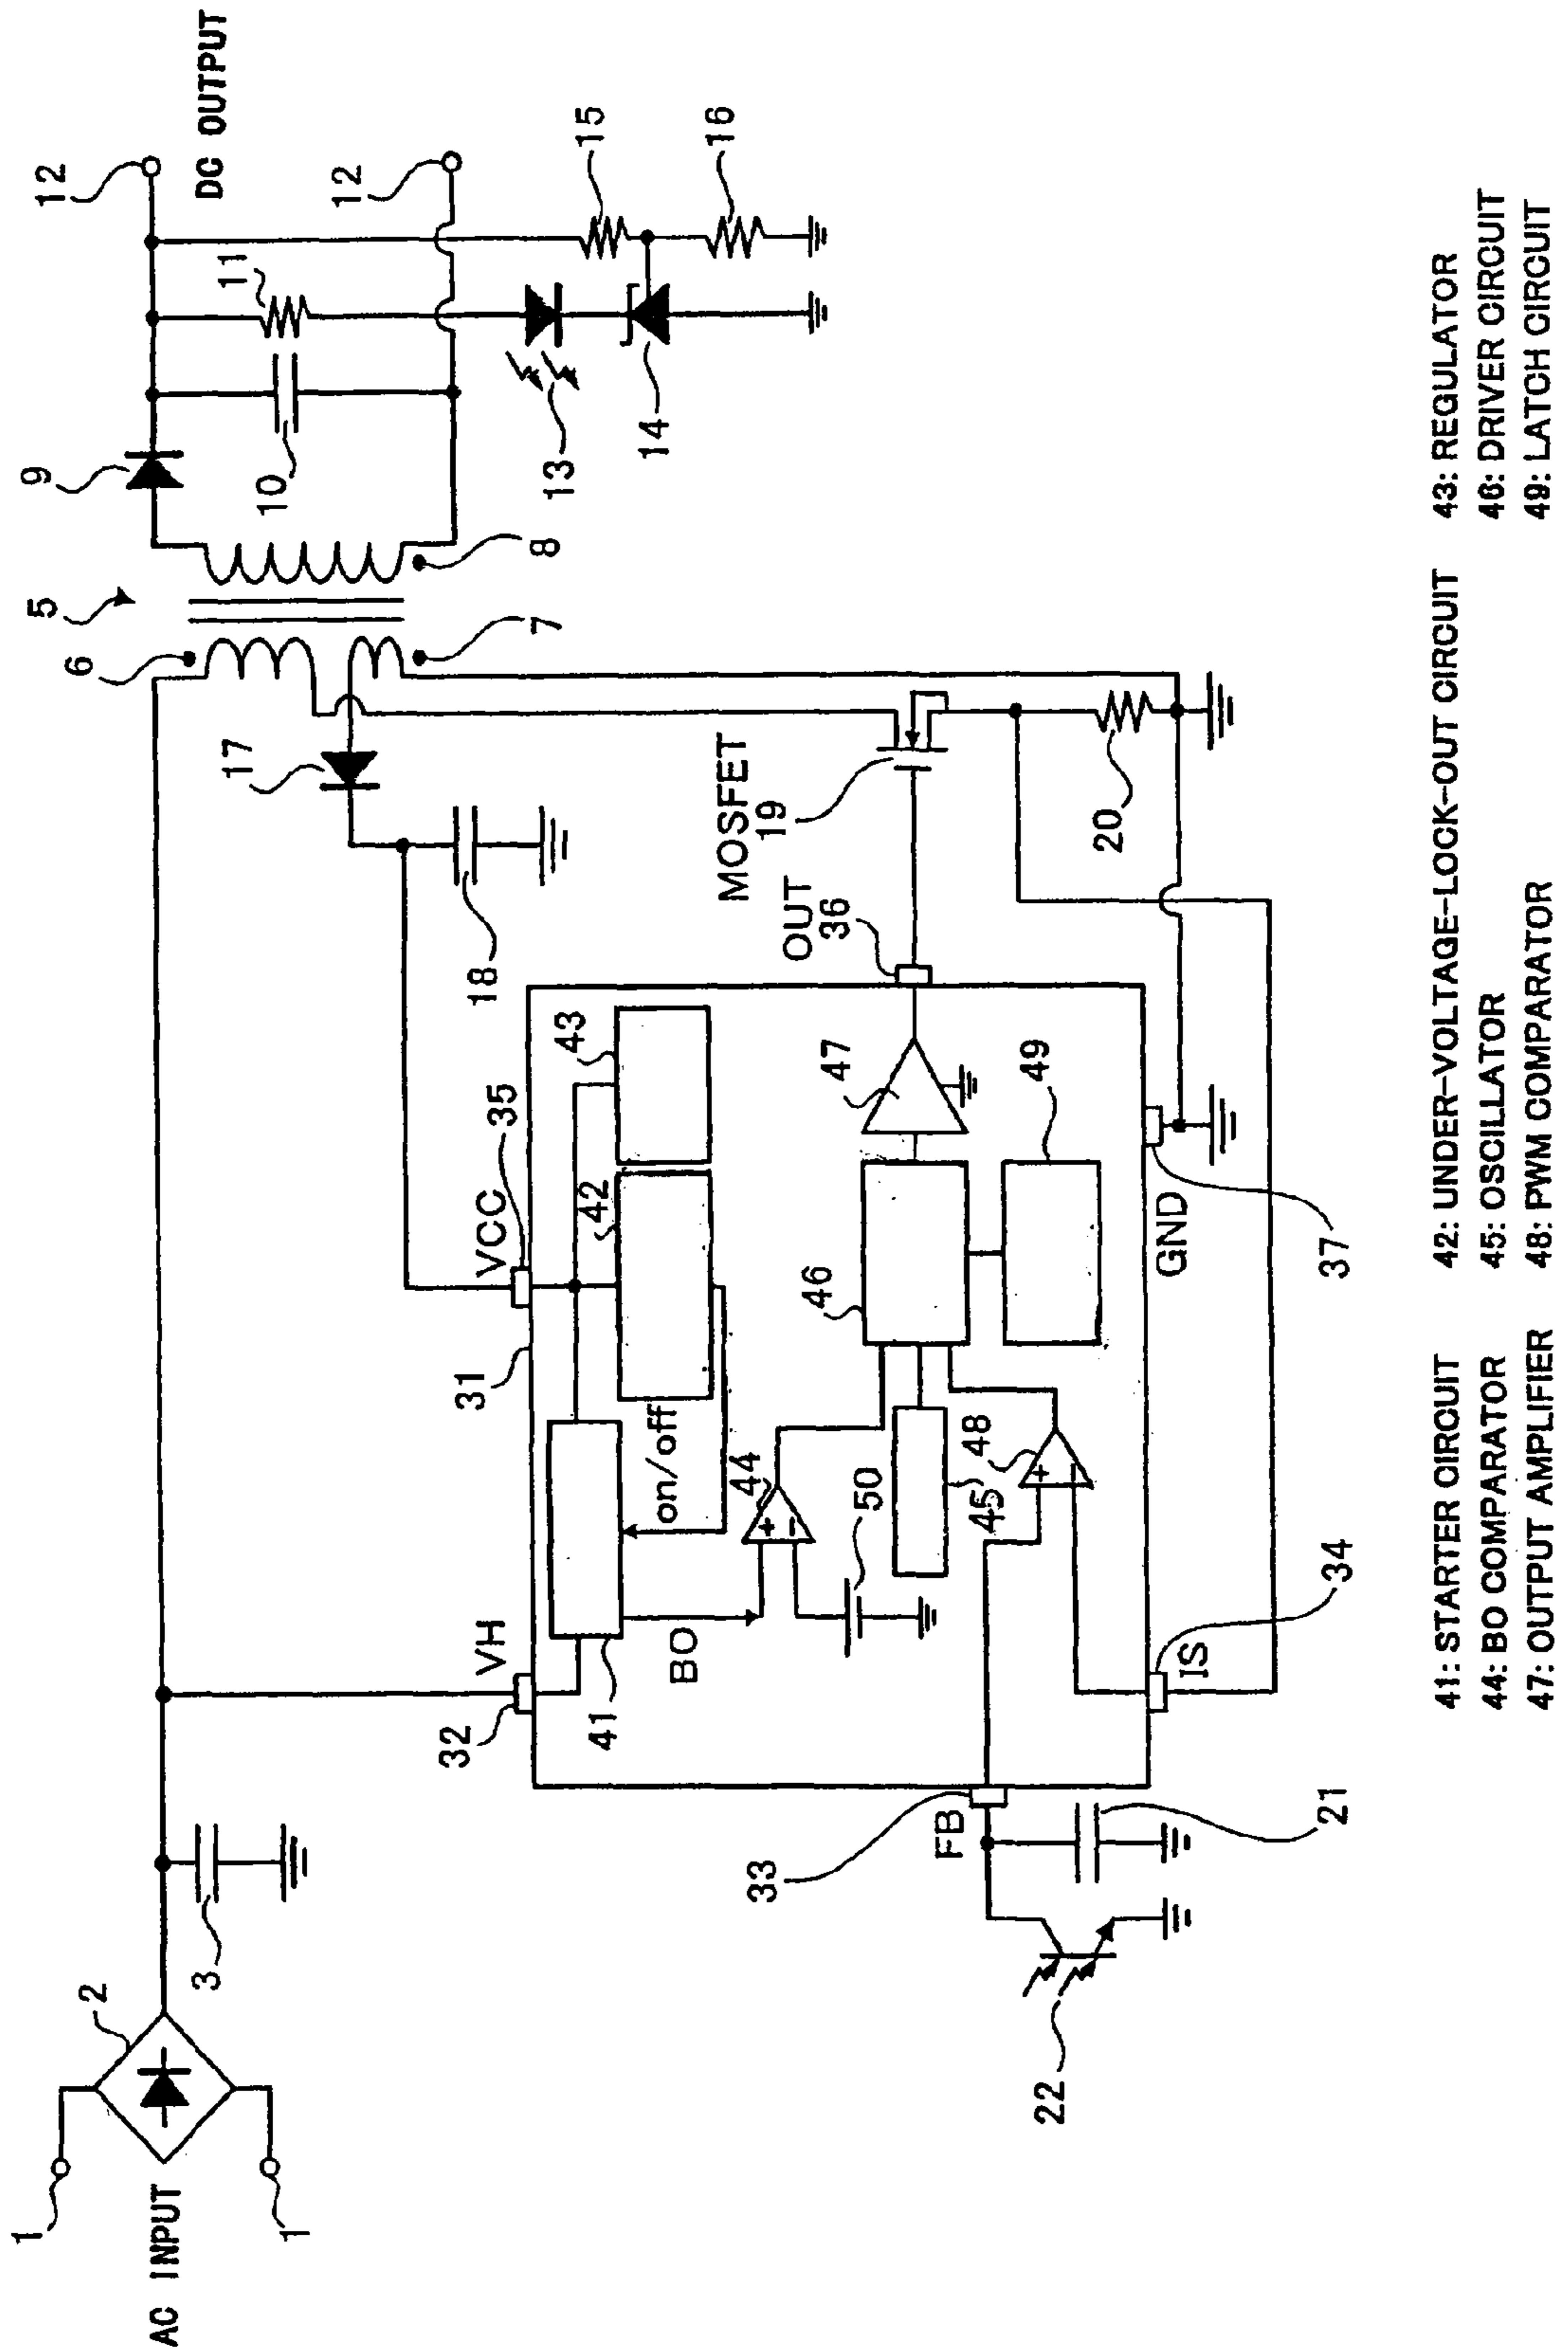 AC INPUT
1
1
2
3
5
6
7
8
9
10
11
12
DC OUTPUT
12
13
14
15
16
17
18
MOSFET
19
20
OUT
36
VH
32
VCC
35
31
41
42
43
on/off
BO
44
50
45
46
47
48
49
FB
33
21
22
IS
34
GND
37
41: STARTER CIRCUIT 42: UNDER-VOLTAGE-LOCK-OUT CIRCUIT 43: REGULATOR
44: BO COMPARATOR 45: OSCILLATOR 46: DRIVER CIRCUIT
47: OUTPUT AMPLIFIER 48: PWM COMPARATOR 49: LATCH CIRCUIT